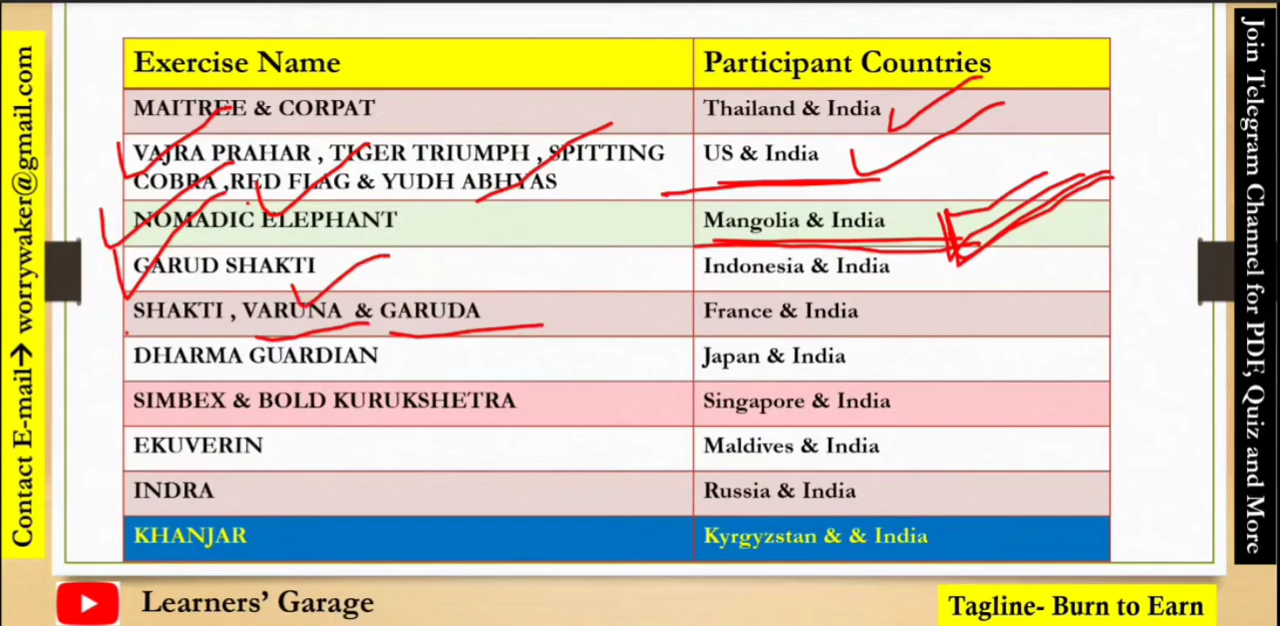 Exercise Name Participant Countries
MAITREE & CORPAT Thailand & India
VAJRA PRAHAR , TIGER TRIUMPH , SPITTING US & India
COBRA ,RED FLAG & YUDH ABHYAS
NOMADIC ELEPHANT Mangolia & India
GARUD SHAKTI Indonesia & India
SHAKTI , VARUNA & GARUDA France & India
DHARMA GUARDIAN Japan & India
SIMBEX & BOLD KURUKSHETRA Singapore & India
EKUVERIN Maldives & India
INDRA Russia & India
KHANJAR Kyrgyzstan & & India
Contact E-mail→ worrywaker@gmail.com
Join Telegram Channel for PDF, Quiz and More
Learners’ Garage
Tagline- Burn to Earn